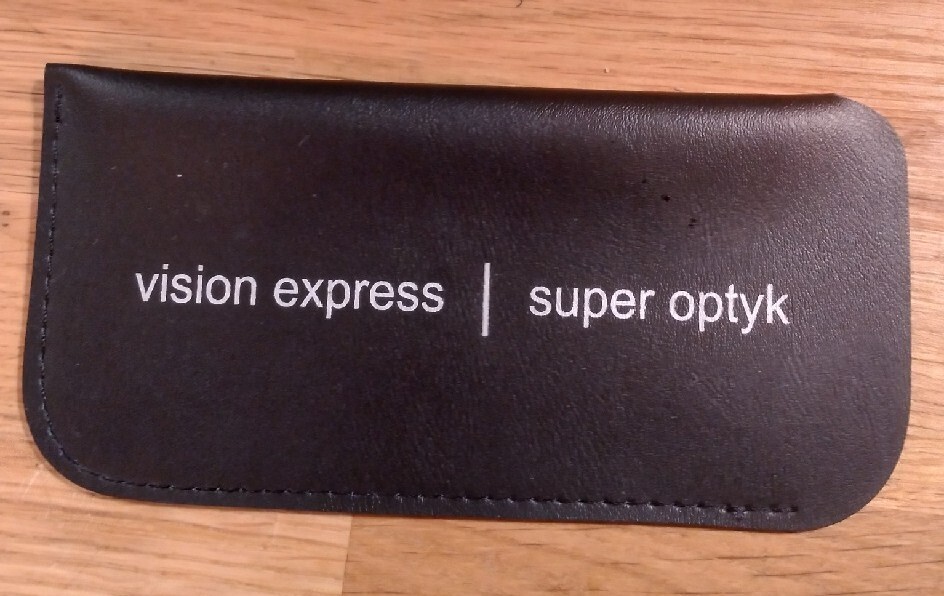 vision express | super optyk